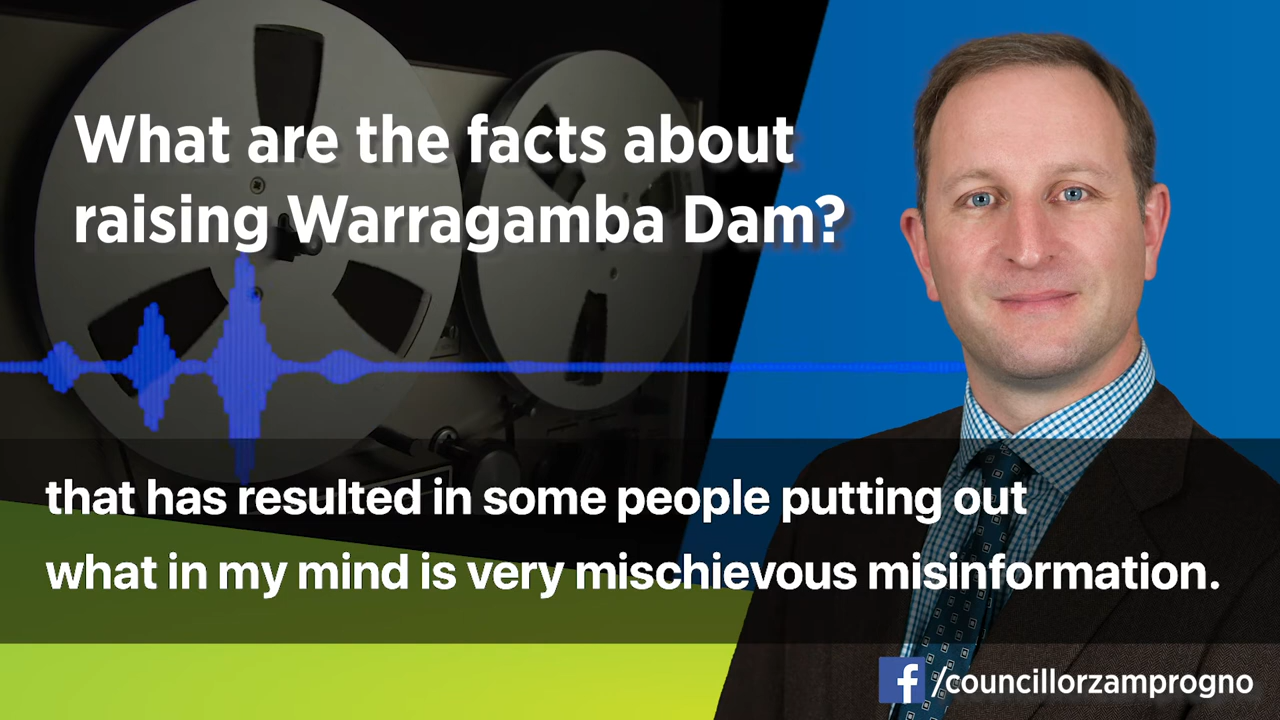 What are the facts about
raising Warragamba Dam?
that has resulted in some people putting out
what in my mind is very mischievous misinformation.
f /councillorzamprogno